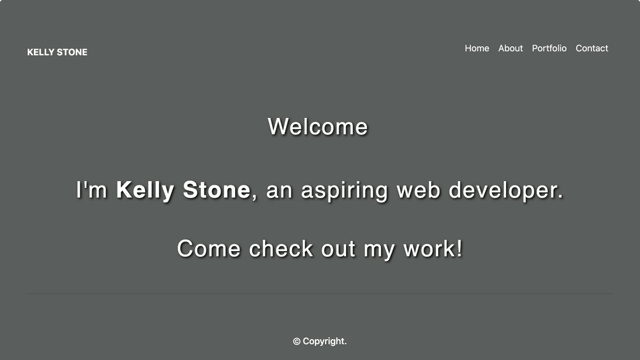 KELLY STONE
Home About Portfolio Contact
Welcome
I'm Kelly Stone, an aspiring web developer.
Come check out my work!
© Copyright.